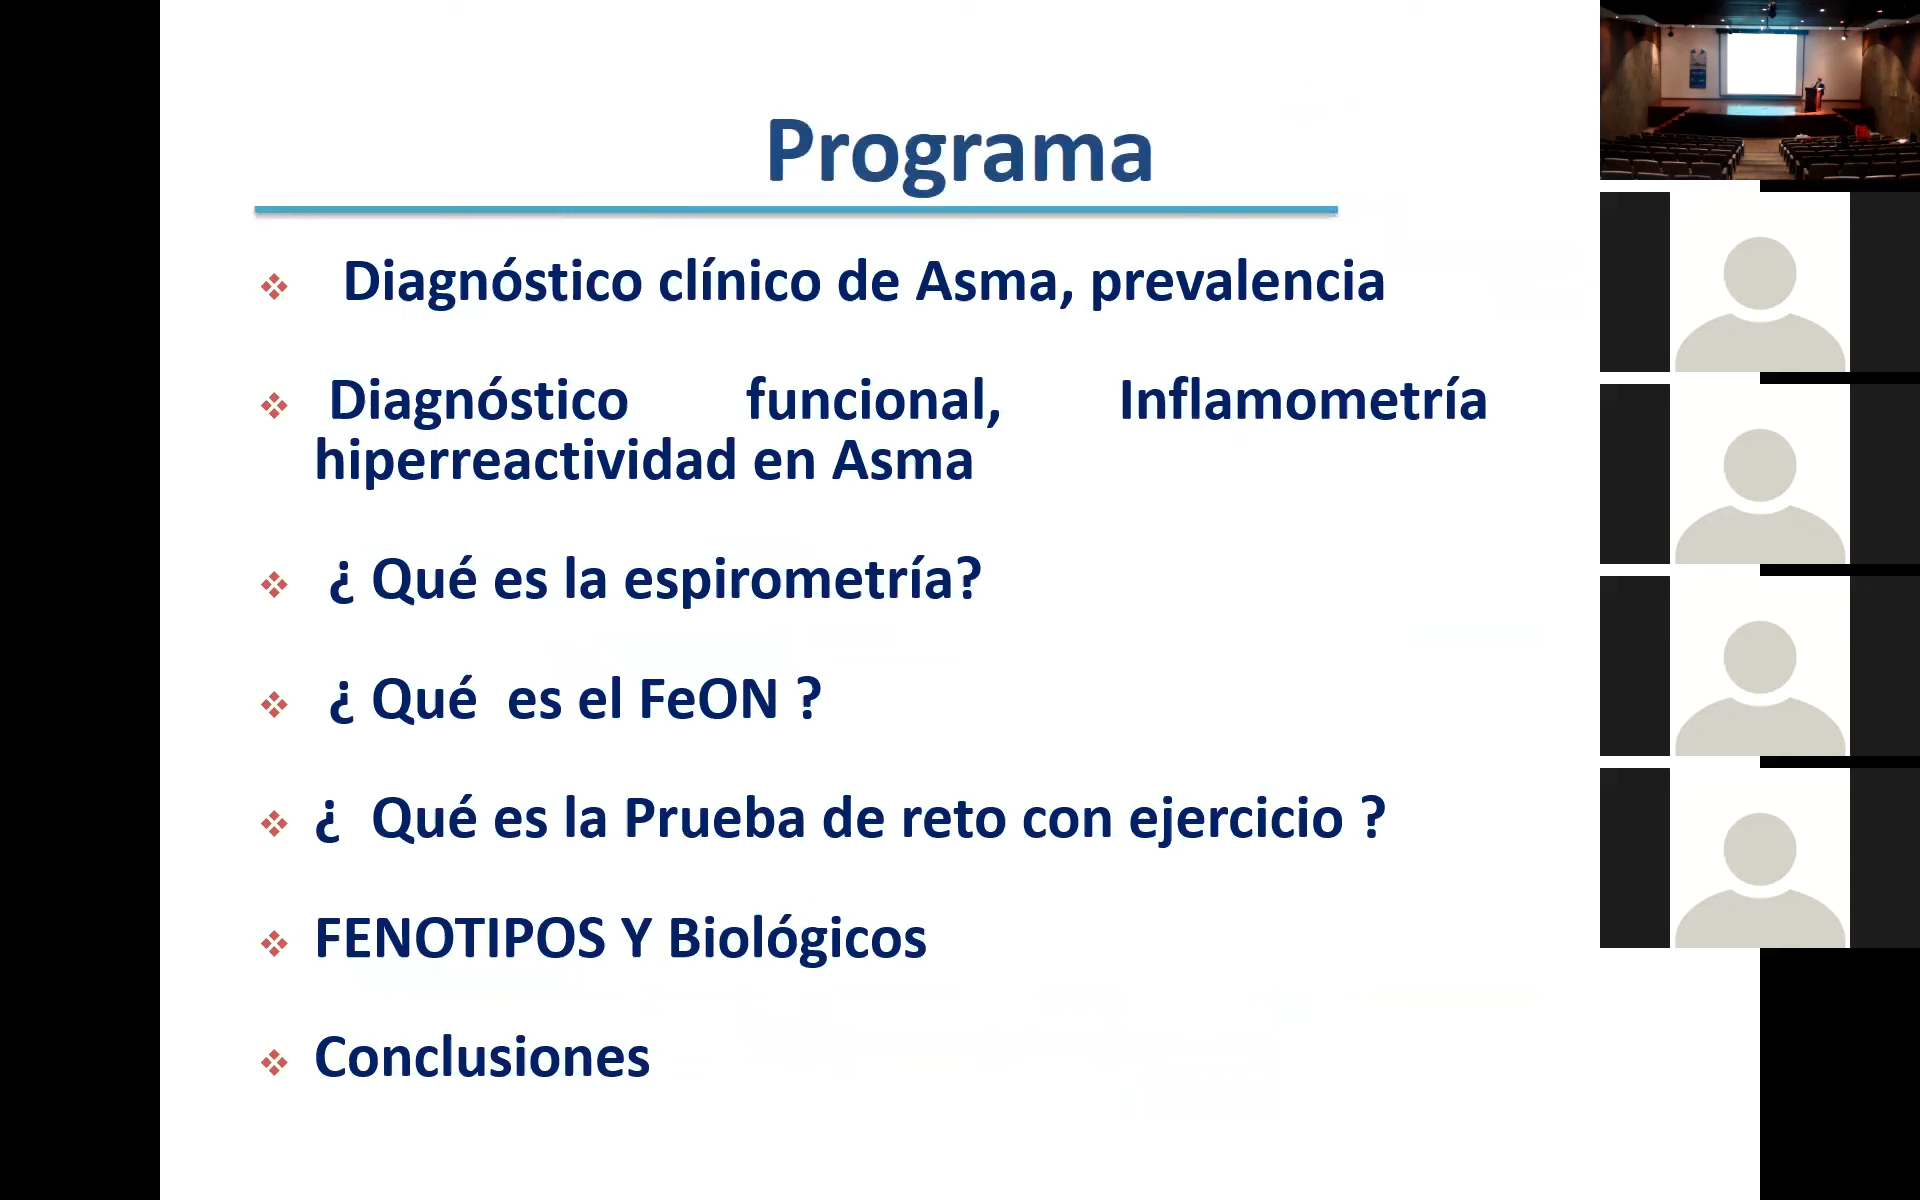 Programa
Diagnóstico clínico de Asma, prevalencia
Diagnóstico funcional, Inflamometría
hiperreactividad en Asma
¿ Qué es la espirometría?
¿ Qué es el FeON ?
¿ Qué es la Prueba de reto con ejercicio ?
FENOTIPOS Y Biológicos
Conclusiones